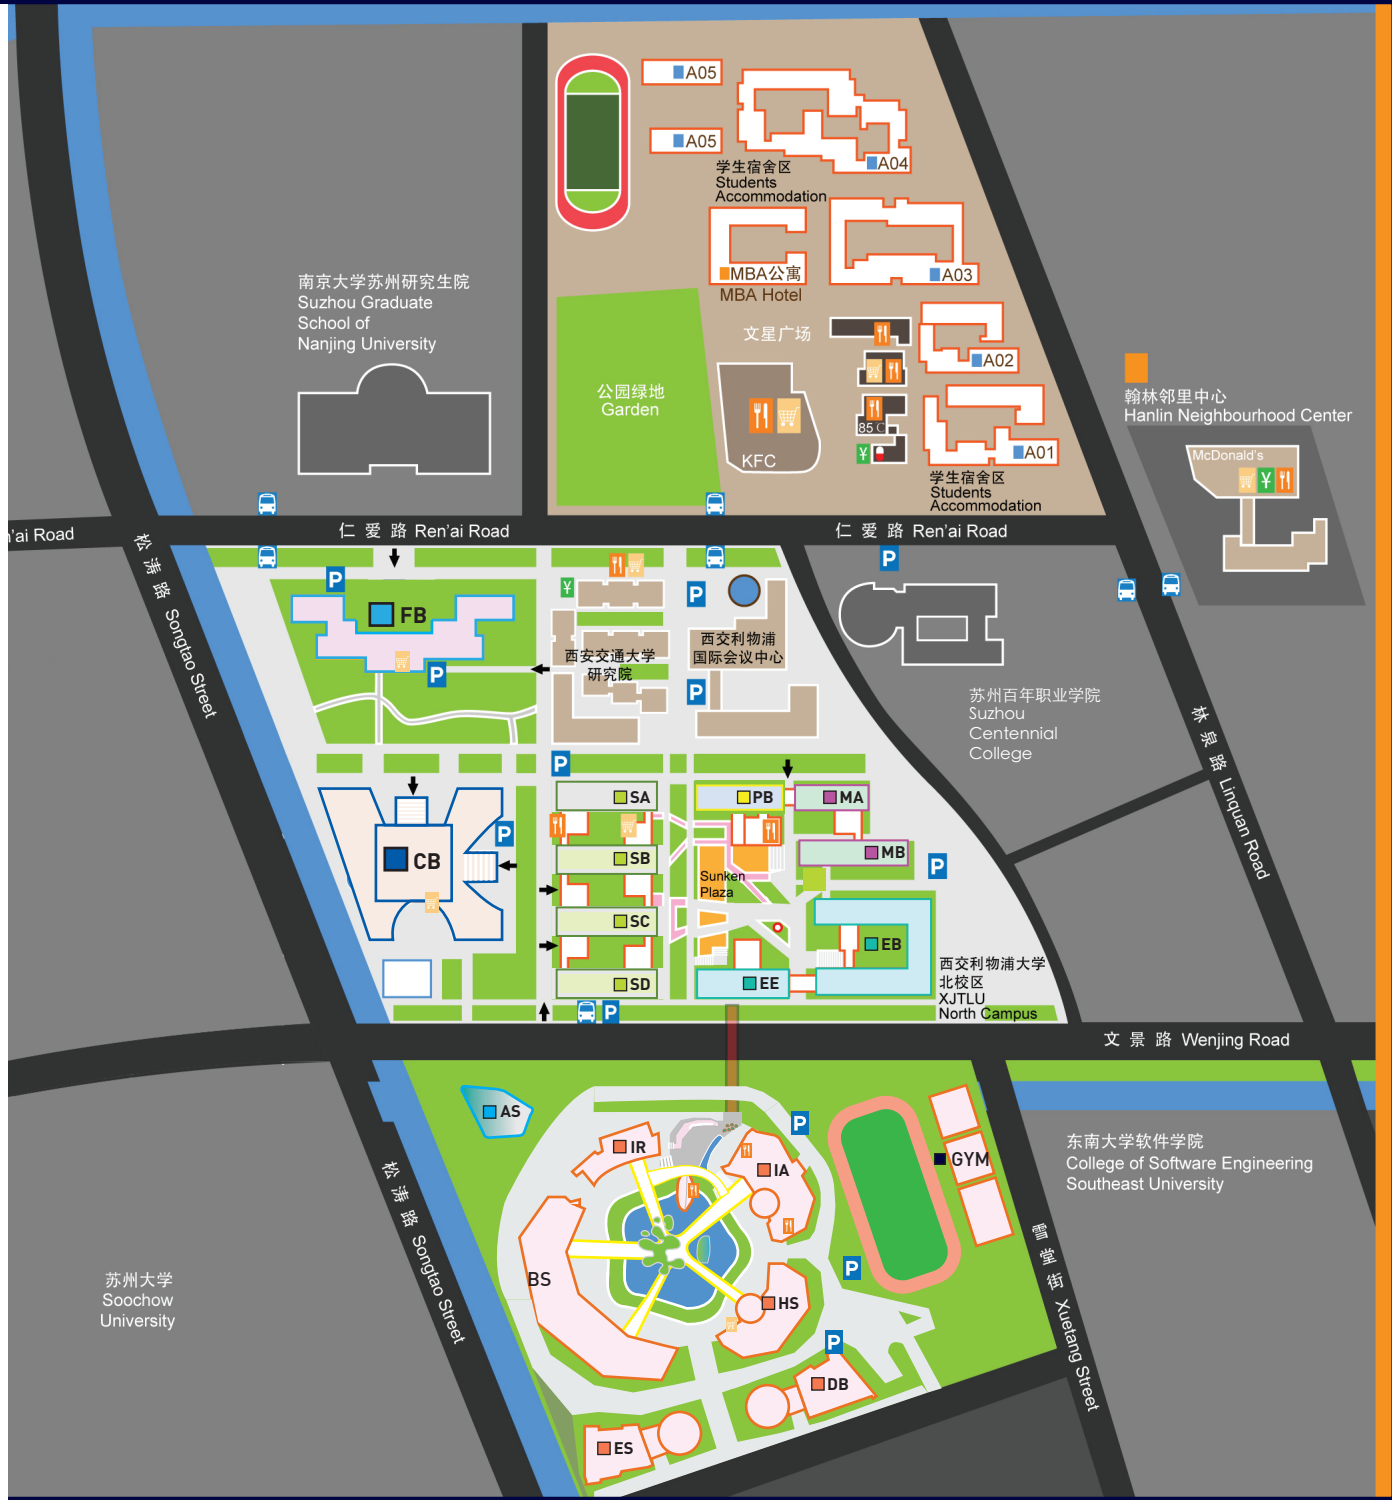 A05
A05
A04
学生宿舍区
Students
Accommodation
MBA公寓
MBA Hotel
A03
南京大学苏州研究生院
Suzhou Graduate
School of
Nanjing University
文星广场
A02
公园绿地
Garden
翰林邻里中心
Hanlin Neighbourhood Center
KFC
85C
¥
A01
McDonald's
¥
学生宿舍区
Students
Accommodation
n'ai Road
仁 爱 路 Ren'ai Road
仁 爱 路 Ren'ai Road
松 涛 路 Songtao Street
P
P
¥
P
FB
西安交通大学
研究院
西交利物浦
国际会议中心
P
P
苏州百年职业学院
Suzhou
Centennial
College
林 泉 路 Linquan Road
P
SA
PB
MA
P
CB
SB
MB
P
Sunken
Plaza
SC
EB
SD
EE
西交利物浦大学
北校区
XJTLU
North Campus
P
文 景 路 Wenjing Road
AS
P
IR
IA
GYM
东南大学软件学院
College of Software Engineering
Southeast University
松 涛 路 Songtao Street
雪 堂 街 Xuetang Street
苏州大学
Soochow
University
BS
P
HS
P
DB
ES